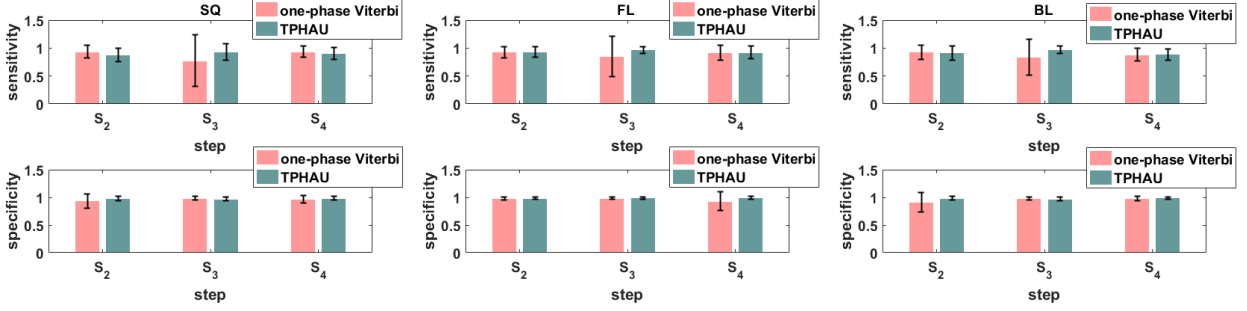 SQ
one-phase Viterbi
TPHAU
sensitivity
1.5
1
0.5
0
S2 S3 S4
step
FL
one-phase Viterbi
TPHAU
sensitivity
1.5
1
0.5
0
S2 S3 S4
step
BL
one-phase Viterbi
TPHAU
sensitivity
1.5
1
0.5
0
S2 S3 S4
step
one-phase Viterbi
TPHAU
specificity
1.5
1
0.5
0
S2 S3 S4
step
one-phase Viterbi
TPHAU
specificity
1.5
1
0.5
0
S2 S3 S4
step
one-phase Viterbi
TPHAU
specificity
1.5
1
0.5
0
S2 S3 S4
step